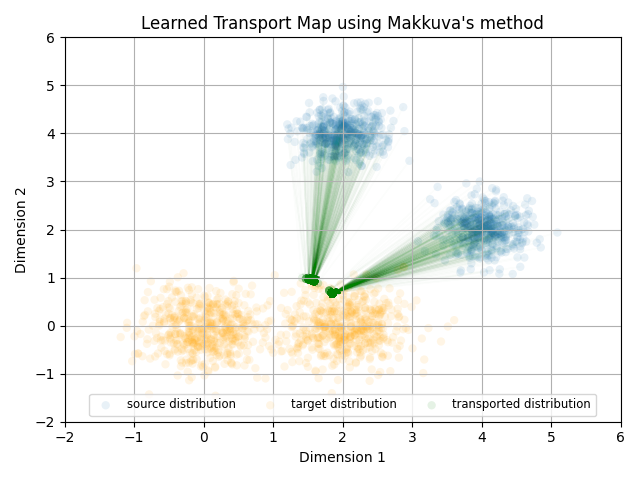 Learned Transport Map using Makkuva's method
6
5
4
3
2
1
0
−1
−2
Dimension 2
source distribution target distribution transported distribution
−2 −1 0 1 2 3 4 5 6
Dimension 1